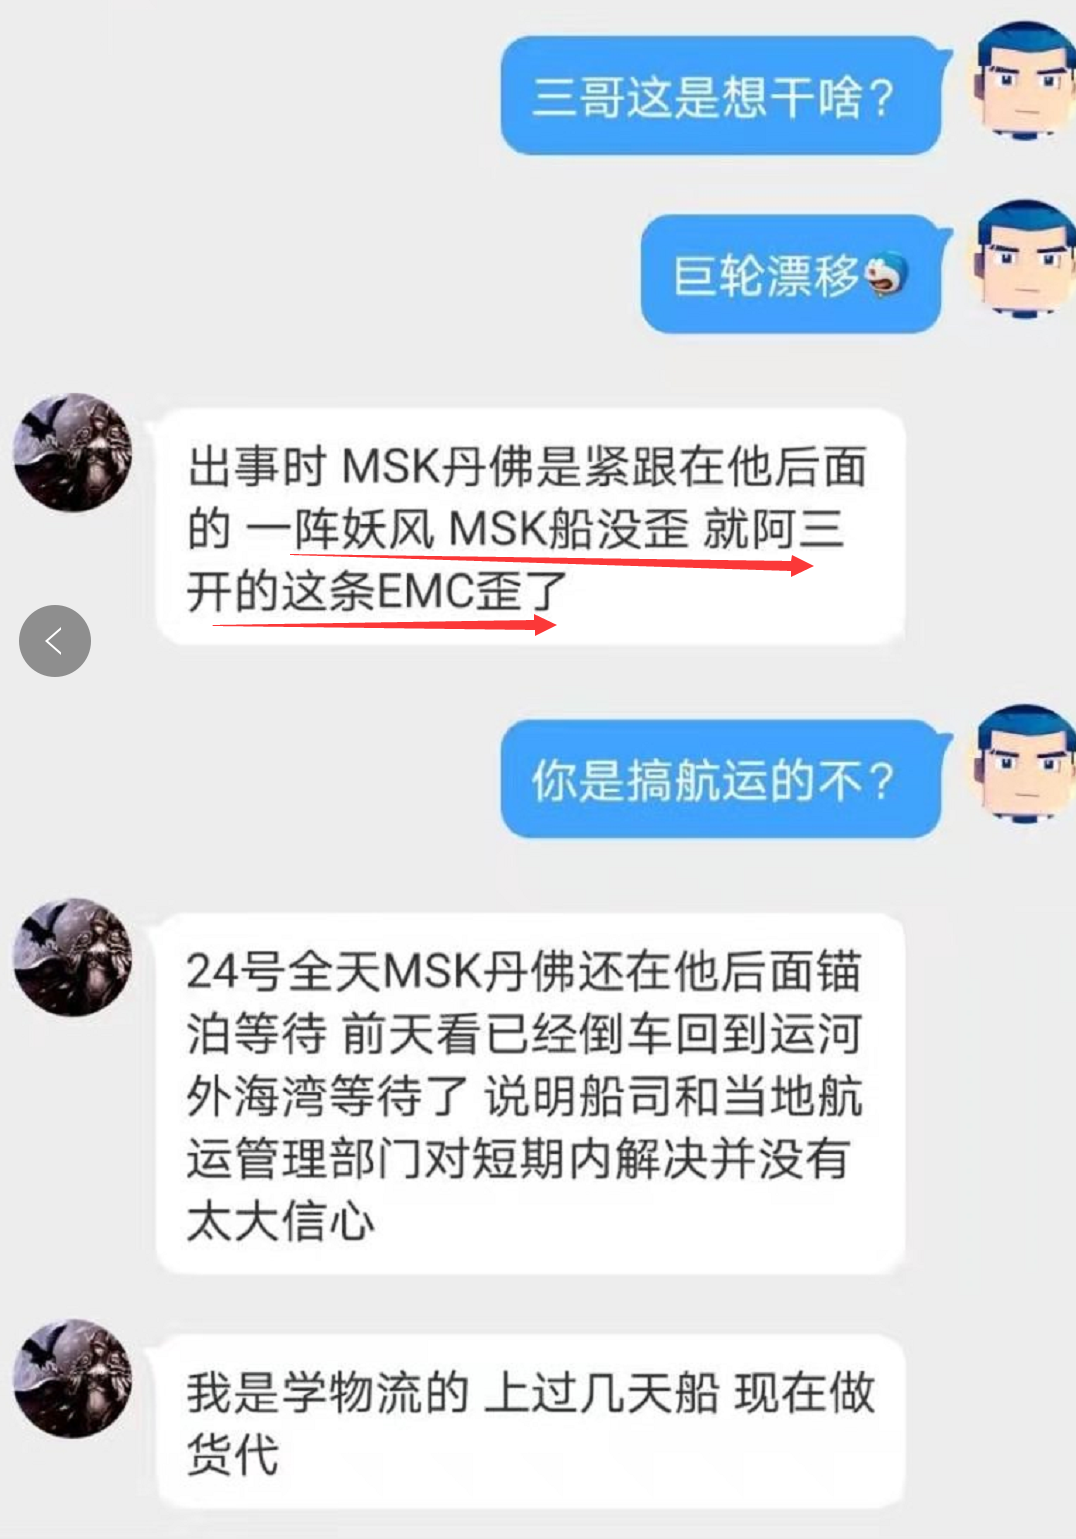 三哥这是想干啥?
巨轮漂移
出事时 MSK丹佛是紧跟在他后面
的 一阵妖风 MSK船没歪 就阿三
开的这条EMC歪了
你是搞航运的不?
24号全天MSK丹佛还在他后面锚
泊等待 前天看已经倒车回到运河
外海湾等待了 说明船司和当地航
运管理部门对短期内解决并没有
太大信心
我是学物流的 上过几天船 现在做
货代